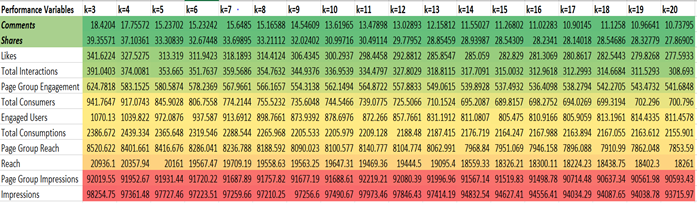 Performance Variables k=3 k=4 k=5 k=6 k=7 k=8 k=9 k=10 k=11 k=12 k=13 k=14 k=15 k=16 k=17 k=18 k=19 k=20
Comments 18.4204 17.75572 15.23702 15.23242 15.6485 15.16588 14.54609 13.61965 13.47898 13.02893 12.15812 11.55027 11.26802 11.02283 10.90145 11.1258 10.96641 10.73795
Shares 39.35571 37.10361 33.30839 32.67448 33.69895 33.21112 32.02402 30.99716 30.49114 29.77952 28.85459 28.93987 28.54309 28.2341 28.14018 28.54686 28.32779 27.86905
Likes 341.6224 327.5275 313.319 311.9423 318.1893 314.4124 306.4345 300.2937 298.4458 292.8812 285.8547 285.059 282.829 281.3069 280.8617 282.5443 279.8268 277.5933
Total Interactions 391.0403 374.0081 353.665 351.7637 359.5686 354.7632 344.9376 336.9539 334.4797 327.8029 318.8315 317.7091 315.0032 312.9618 312.2993 314.6684 311.5293 308.693
Page Group Engagement 624.7818 583.1525 580.5874 578.2369 567.9661 566.1657 554.3138 562.1494 564.8722 557.8833 549.0615 539.8928 537.4932 536.4098 538.2794 542.2705 543.4732 541.6848
Total Consumers 941.7647 917.0743 845.9028 806.7558 774.2144 755.5232 735.6048 744.5466 739.0775 725.5066 710.1524 695.2087 689.8157 698.2752 694.0269 699.3194 702.296 700.796
Engaged Users 1070.13 1039.822 972.0876 937.587 913.6912 898.7661 873.9392 878.6976 872.266 857.7661 831.1912 811.0807 805.475 810.9166 805.9059 813.1961 814.4335 811.4578
Total Consumptions 2386.672 2439.334 2365.648 2319.546 2288.544 2265.968 2205.533 2205.979 2209.128 2188.48 2187.415 2176.719 2164.247 2167.988 2163.894 2167.055 2163.612 2155.901
Page Group Reach 8520.622 8401.661 8416.7628 8286.041 8236.788 8188.592 8090.023 8100.577 8140.777 8104.774 8062.991 7968.84 7951.069 7946.158 7896.088 7910.99 7862.048 7853.59
Reach 20936.1 20357.94 20161 19567.47 19709.19 19558.63 19563.25 19647.31 19469.36 19444.5 19095.4 18559.33 18326.21 18300.11 18224.23 18438.75 18402.3 18261
Page Group Impressions 92019.55 91952.67 91931.44 91720.22 91687.89 91757.82 91677.19 91688.61 92219.21 92080.39 91996.96 91567.14 91519.83 91498.78 90714.48 90637.34 90561.98 90593.43
Impressions 98254.75 97361.48 97727.46 97223.51 97259.66 97210.25 97256.6 97490.67 97973.46 97846.43 97414.19 94832.54 94627.41 94556.41 94034.29 94087.65 94038.78 93715.97